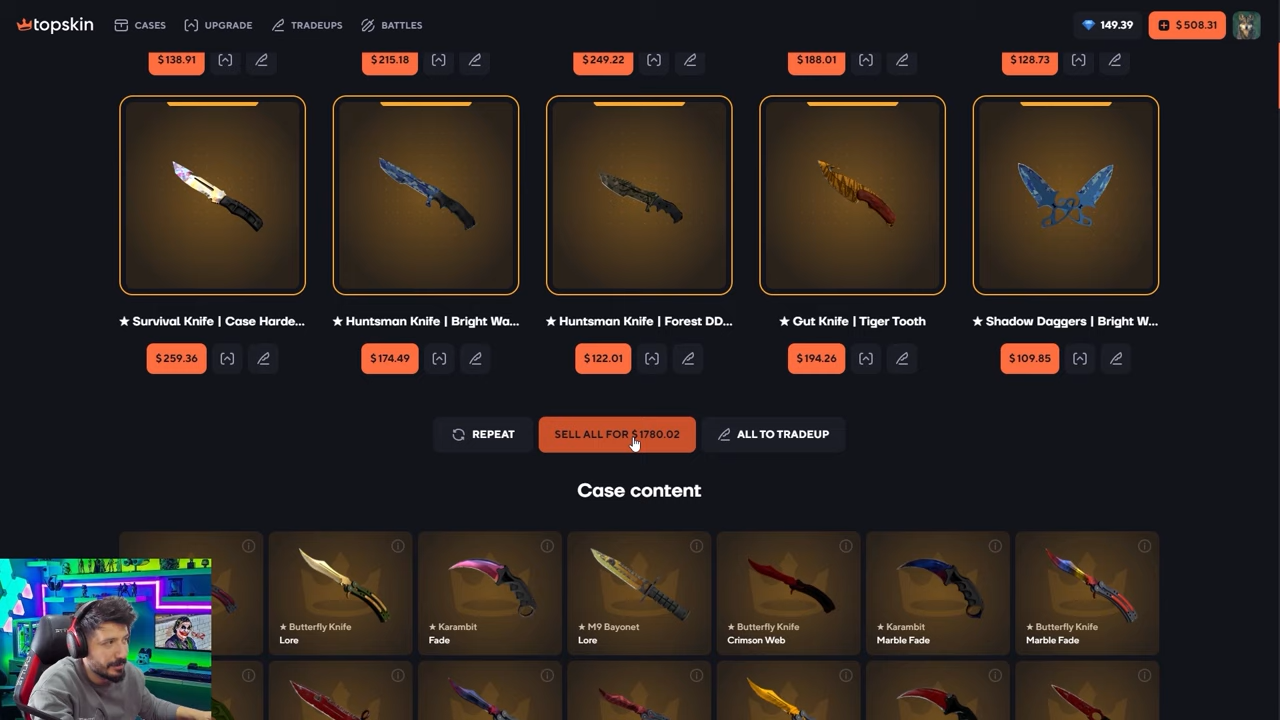 topskin CASES UPGRADE TRADEUPS BATTLES 149.39 $508.31
$138.91 $215.18 $249.22 $188.01 $128.73
★ Survival Knife | Case Harde... ★ Huntsman Knife | Bright Wa... ★ Huntsman Knife | Forest DD... ★ Gut Knife | Tiger Tooth ★ Shadow Daggers | Bright W...
$259.36 $174.49 $122.01 $194.26 $109.85
REPEAT SELL ALL FOR $1780.02 ALL TO TRADEUP
Case content
★ Butterfly Knife ★ Karambit ★ M9 Bayonet ★ Butterfly Knife ★ Karambit ★ Butterfly Knife
Lore Fade Lore Crimson Web Marble Fade Marble Fade